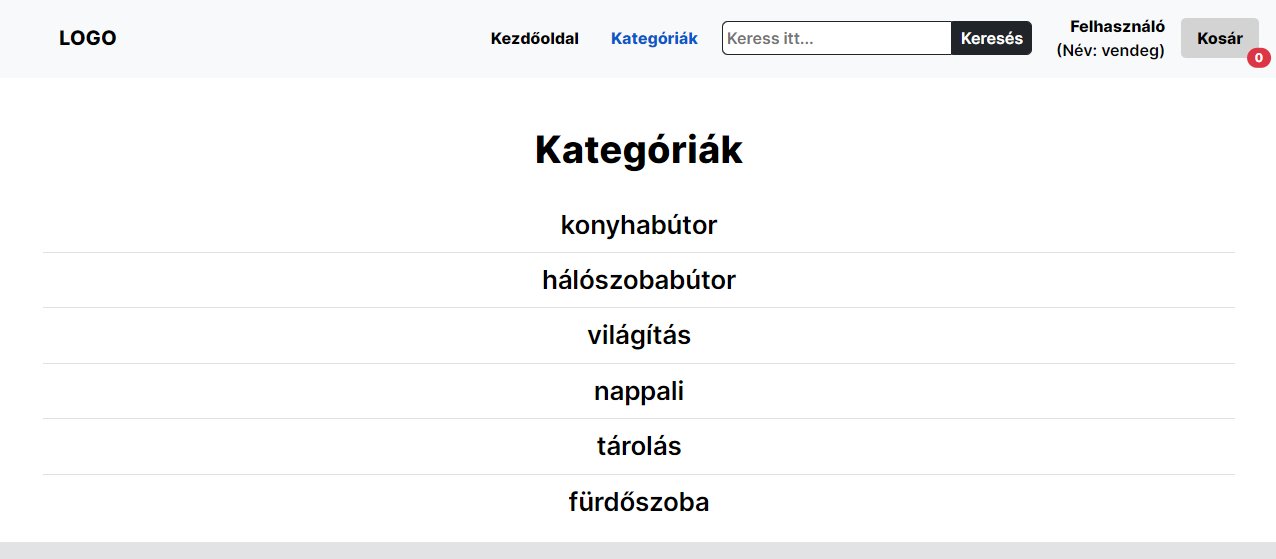 LOGO
Kezdőoldal
Kategóriák
Keress itt...
Keresés
Felhasználó
(Név: vendeg)
Kosár
0
Kategóriák
konyhabútor
hálószobabútor
világítás
nappali
tárolás
fürdőszoba